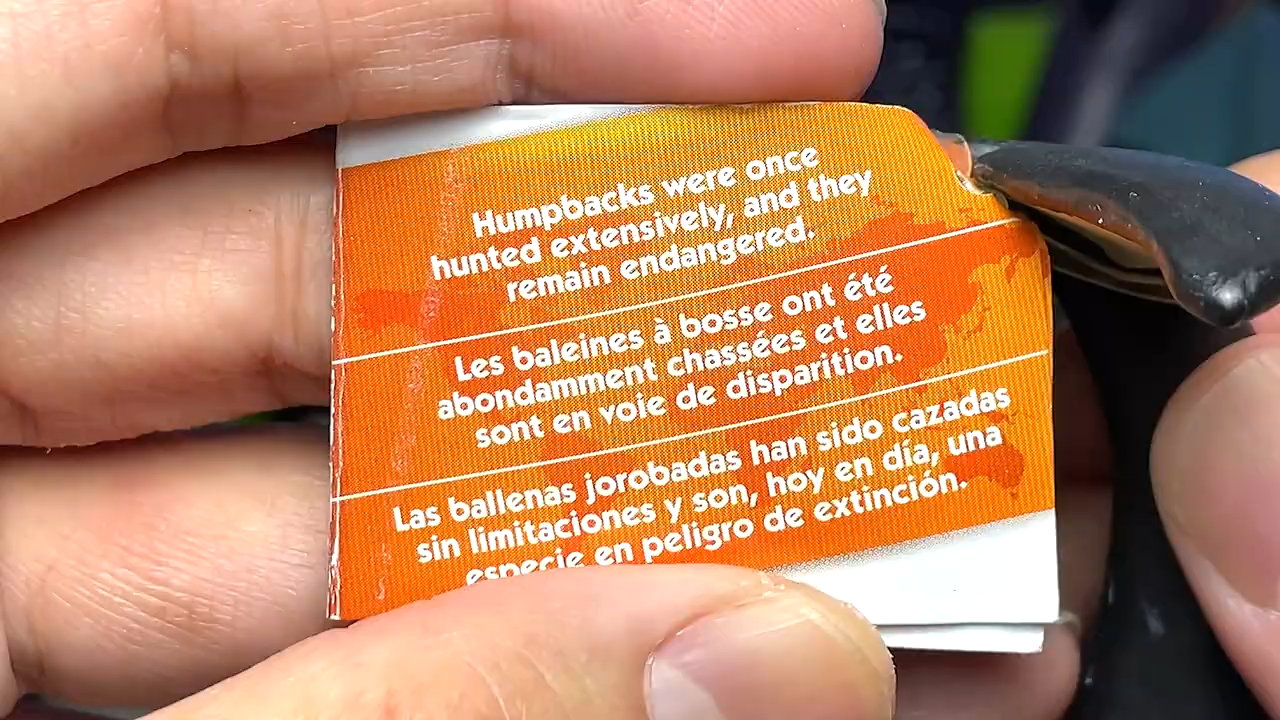 Humpbacks were once
hunted extensively, and they
remain endangered.
Les baleines à bosse ont été
abondamment chassées et elles
sont en voie de disparition.
Las ballenas jorobadas han sido cazadas
sin limitaciones y son, hoy en día, una
especie en peligro de extinción.